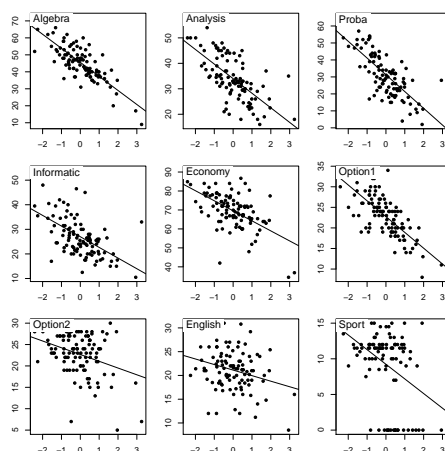 Algebra
Analysis
Proba
10 20 30 40 50 60
20 30 40 50
0 10 20 30 40 50 60
−2 −1 0 1 2 3
−2 −1 0 1 2 3
−2 −1 0 1 2 3
Informatic
Economy
Option1
10 20 30 40 50
40 50 60 70 80 90
10 15 20 25 30 35
−2 −1 0 1 2 3
−2 −1 0 1 2 3
−2 −1 0 1 2 3
Option2
English
Sport
5 10 15 20 25 30
10 15 20 25 30
0 5 10 15
−2 −1 0 1 2 3
−2 −1 0 1 2 3
−2 −1 0 1 2 3